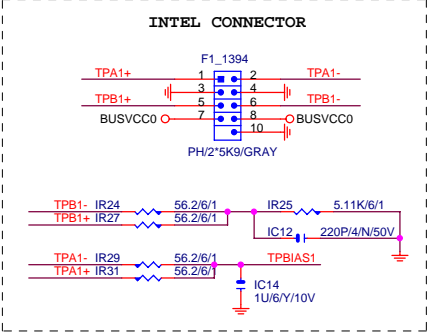 INTEL CONNECTOR
F1_1394
TPA1+ 1 2 TPA1-
3 4
TPB1+ 5 6 TPB1-
BUSVCC0 7 8 BUSVCC0
10
PH/2*5K9/GRAY
TPB1- IR24 56.2/6/1 IR25 5.11K/6/1
TPB1+ IR27 56.2/6/1
IC12 220P/4/N/50V
TPA1- IR29 56.2/6/1 TPBIAS1
TPA1+ IR31 56.2/6/1
IC14
1U/6/Y/10V